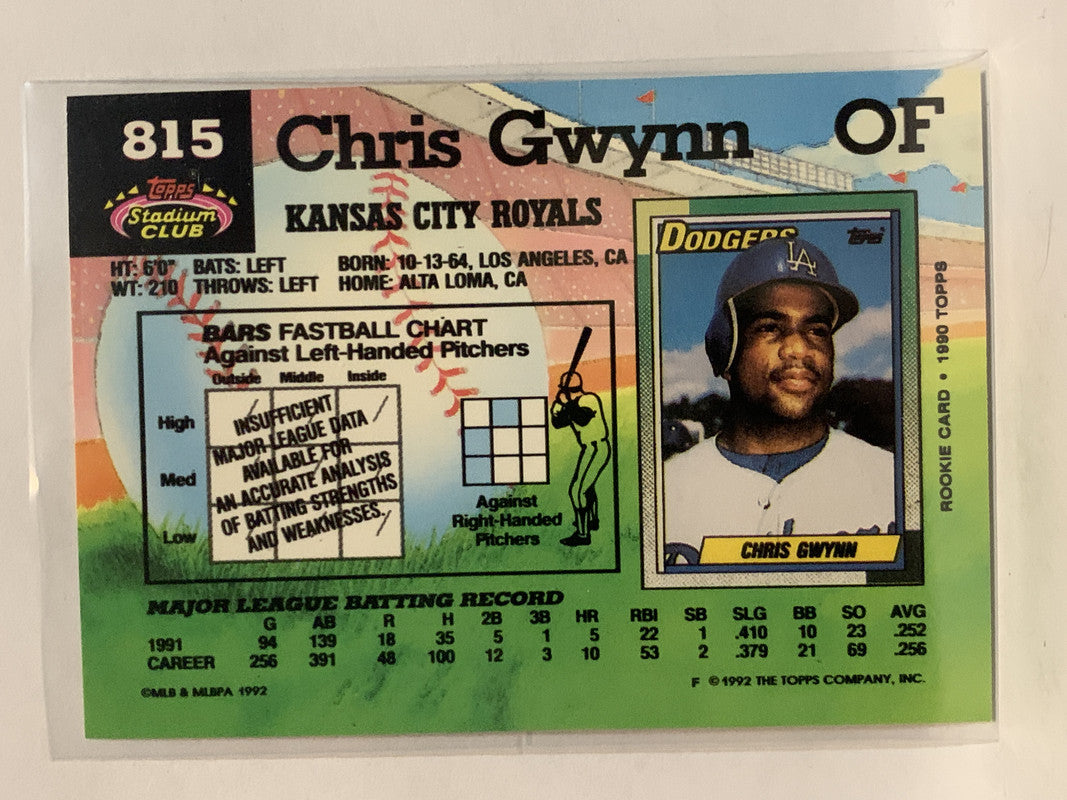 815
TOPPS
Stadium
CLUB
Chris Gwynn OF
KANSAS CITY ROYALS
HT: 6'0" BATS: LEFT BORN: 10-13-64, LOS ANGELES, CA
WT: 210 THROWS: LEFT HOME: ALTA LOMA, CA
BARS FASTBALL CHART
Against Left-Handed Pitchers
Outside Middle Inside
High
Med
Low
INSUFFICIENT
MAJOR LEAGUE DATA
AVAILABLE FOR
AN ACCURATE ANALYSIS
OF BATTING STRENGTHS
AND WEAKNESSES.
Against
Right-Handed
Pitchers
DODGERS
Topps
LA
CHRIS GWYNN
ROOKIE CARD • 1990 TOPPS
MAJOR LEAGUE BATTING RECORD
G AB R H 2B 3B HR RBI SB SLG BB SO AVG
1991 94 139 18 35 5 1 5 22 1 .410 10 23 .252
CAREER 256 391 48 100 12 3 10 53 2 .379 21 69 .256
©MLB & MLBPA 1992
F ©1992 THE TOPPS COMPANY, INC.